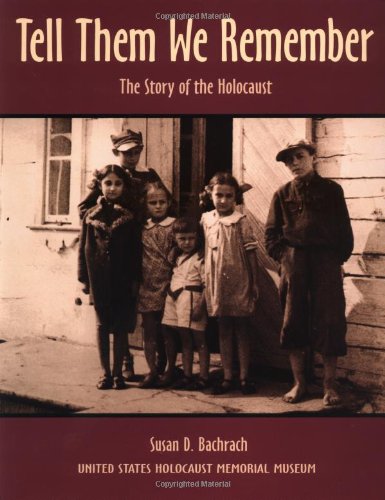 Tell Them We Remember
The Story of the Holocaust
Susan D. Bachrach
UNITED STATES HOLOCAUST MEMORIAL MUSEUM